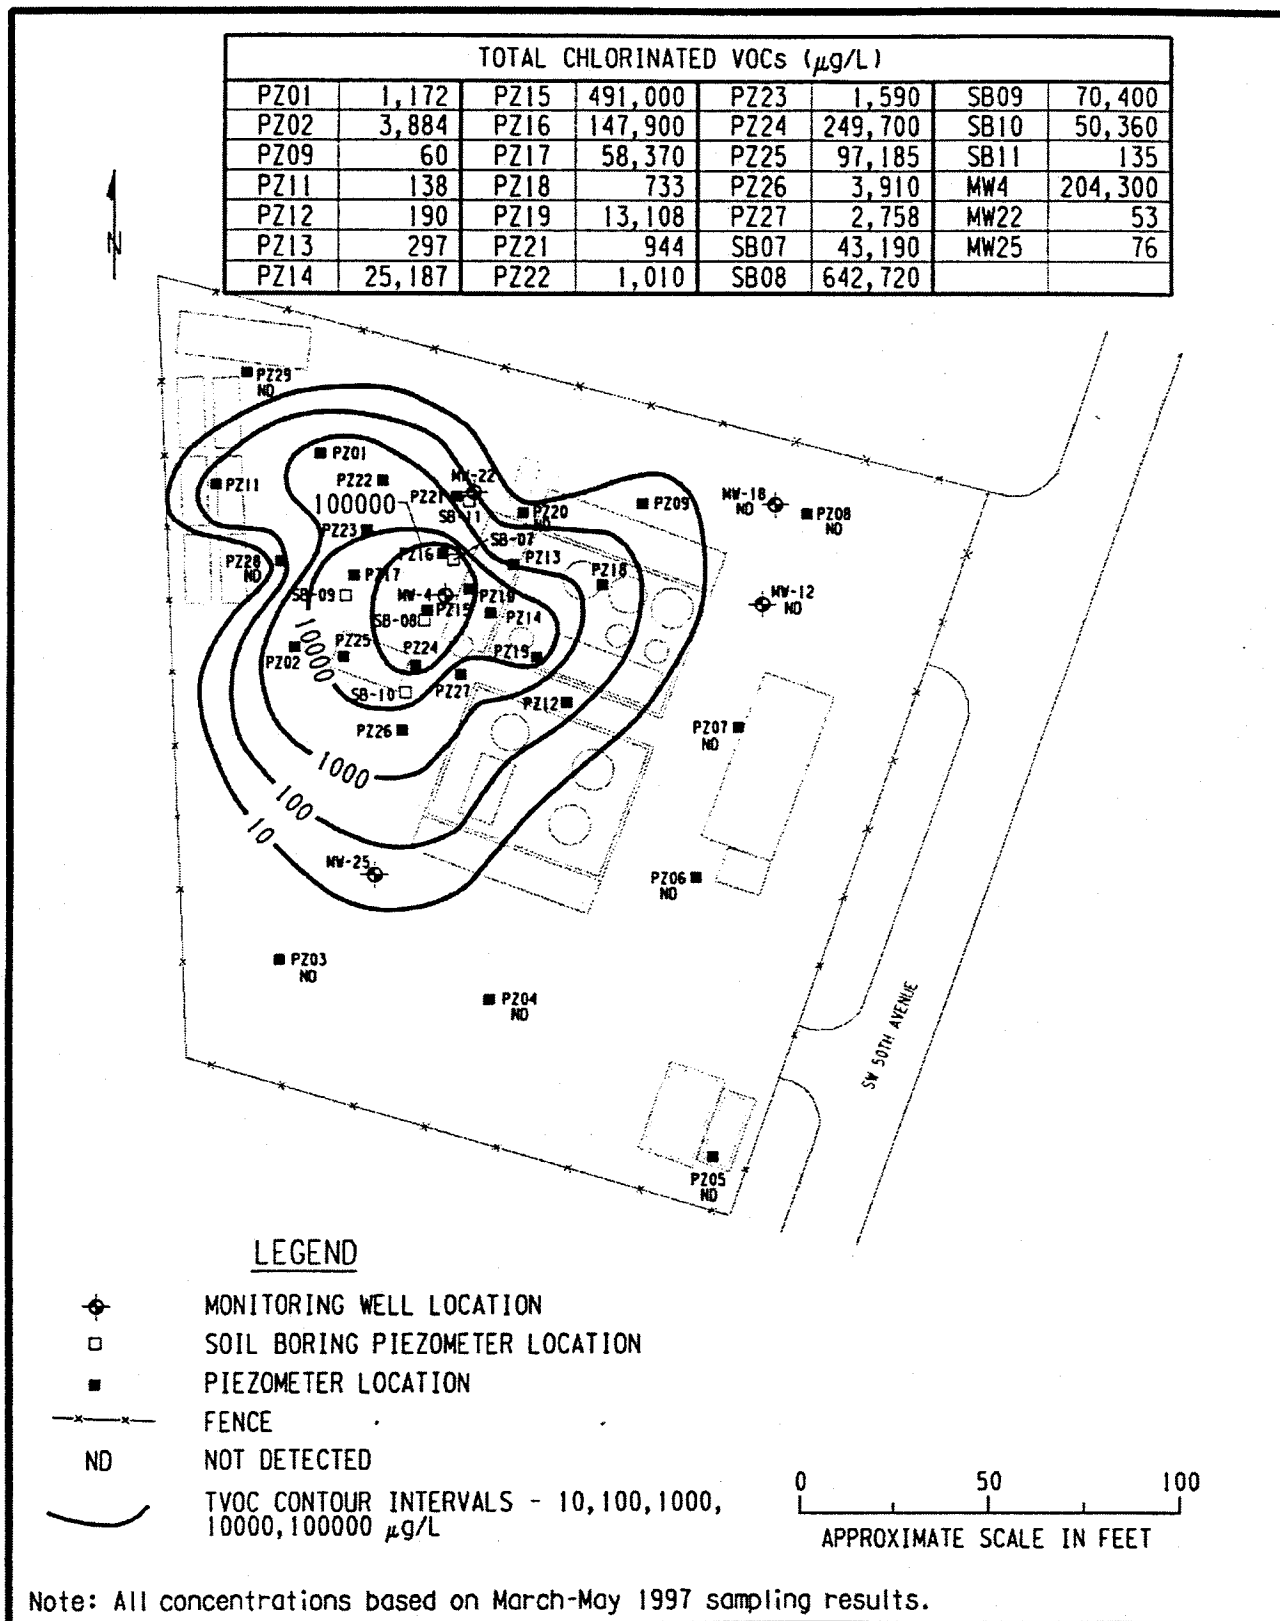 TOTAL CHLORINATED VOCs (µg/L)
PZ01 1,172 PZ15 491,000 PZ23 1,590 SB09 70,400
PZ02 3,884 PZ16 147,900 PZ24 249,700 SB10 50,360
PZ09 60 PZ17 58,370 PZ25 97,185 SB11 135
PZ11 138 PZ18 733 PZ26 3,910 MW4 204,300
PZ12 190 PZ19 13,108 PZ27 2,758 MW22 53
PZ13 297 PZ21 944 SB07 43,190 MW25 76
PZ14 25,187 PZ22 1,010 SB08 642,720
N
PZ29
ND
PZ01
PZ22
MW-22
PZ11
PZ21
100000
SB-11
PZ20
ND
PZ09
MW-18
ND
PZ08
ND
PZ23
SB-07
PZ16
PZ13
PZ28
ND
PZ17
PZ18
SB-09
MW-4
PZ10
MW-12
ND
PZ15
PZ14
SB-08
10000
PZ02
PZ25
PZ24
PZ19
SB-10
PZ27
PZ12
PZ26
PZ07
ND
1000
100
10
MW-25
PZ06
ND
PZ03
ND
PZ04
ND
SW 50TH AVENUE
PZ05
ND
LEGEND
MONITORING WELL LOCATION
SOIL BORING PIEZOMETER LOCATION
PIEZOMETER LOCATION
FENCE
ND NOT DETECTED
TVOC CONTOUR INTERVALS - 10,100,1000,
10000,100000 µg/L
0 50 100
APPROXIMATE SCALE IN FEET
Note: All concentrations based on March-May 1997 sampling results.